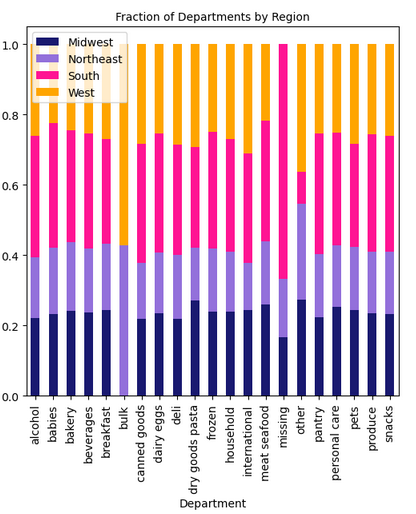 Fraction of Departments by Region
Midwest
Northeast
South
West
1.0
0.8
0.6
0.4
0.2
0.0
alcohol
babies
bakery
beverages
breakfast
bulk
canned goods
dairy eggs
deli
dry goods pasta
frozen
household
international
meat seafood
missing
other
pantry
personal care
pets
produce
snacks
Department